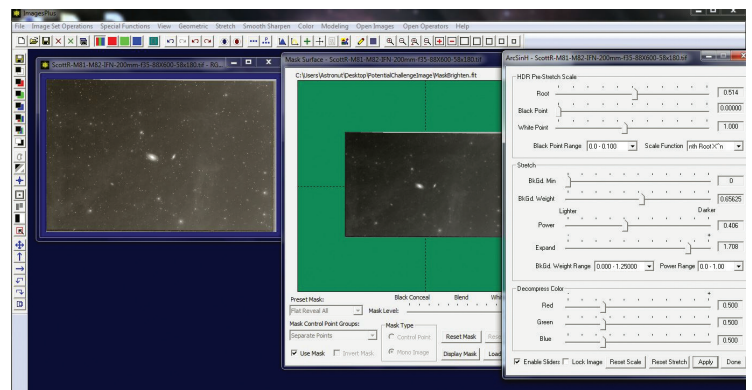 ImagesPlus
File Image Set Operations Special Functions View Geometric Stretch Smooth Sharpen Color Modeling Open Images Open Operators Help
ScottR-M81-M82-IFN-200mm-f35-88X600-58x180.tif - RG...
Mask Surface - ScottR-M81-M82-IFN-200mm-f35-88X600-58x180.tif
C:\Users\Astronut\Desktop\PotentialChallengeImage\MaskBrighten.fit
Preset Mask:
Black Conceal Blend
Flat Reveal All
Mask Level:
Mask Control Point Groups:
Separate Points
Mask Type
Control Point
Mono Image
Reset Mask
Use Mask
Invert Mask
Display Mask
Load
ArcSinH - ScottR-M81-M82-IFN-200mm-f35-88X600-58x180.tif
HDR Pre-Stretch Scale
Root 0.514
Black Point 0.00000
White Point 1.000
Black Point Range 0.0 - 0.100 Scale Function nth Root X^n
Stretch
BkGd. Min 0
BkGd. Weight 0.65625
Lighter Darker
Power 0.406
Expand 1.708
BkGd. Weight Range 0.000 - 1.25000 Power Range 0.0 - 1.00
Decompress Color
- +
Red 0.500
Green 0.500
Blue 0.500
Enable Sliders Lock Image Reset Scale Reset Stretch Apply Done